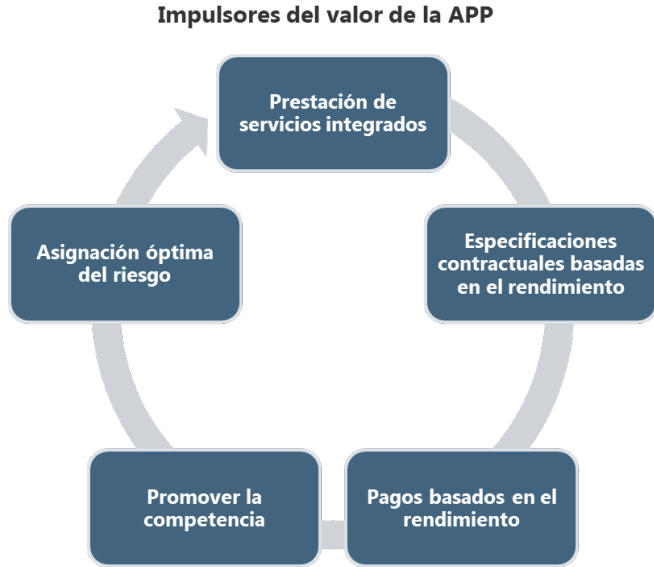 Impulsores del valor de la APP
Prestación de
servicios integrados
Especificaciones
contractuales basadas
en el rendimiento
Pagos basados en el
rendimiento
Promover la
competencia
Asignación óptima
del riesgo